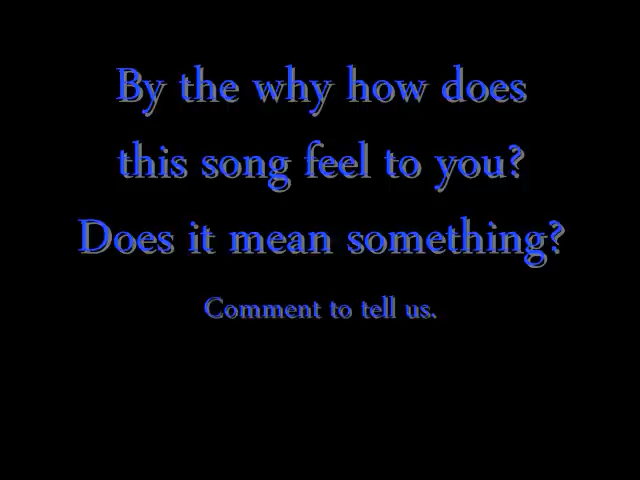 By the why how does
this song feel to you?
Does it mean something?
Comment to tell us.